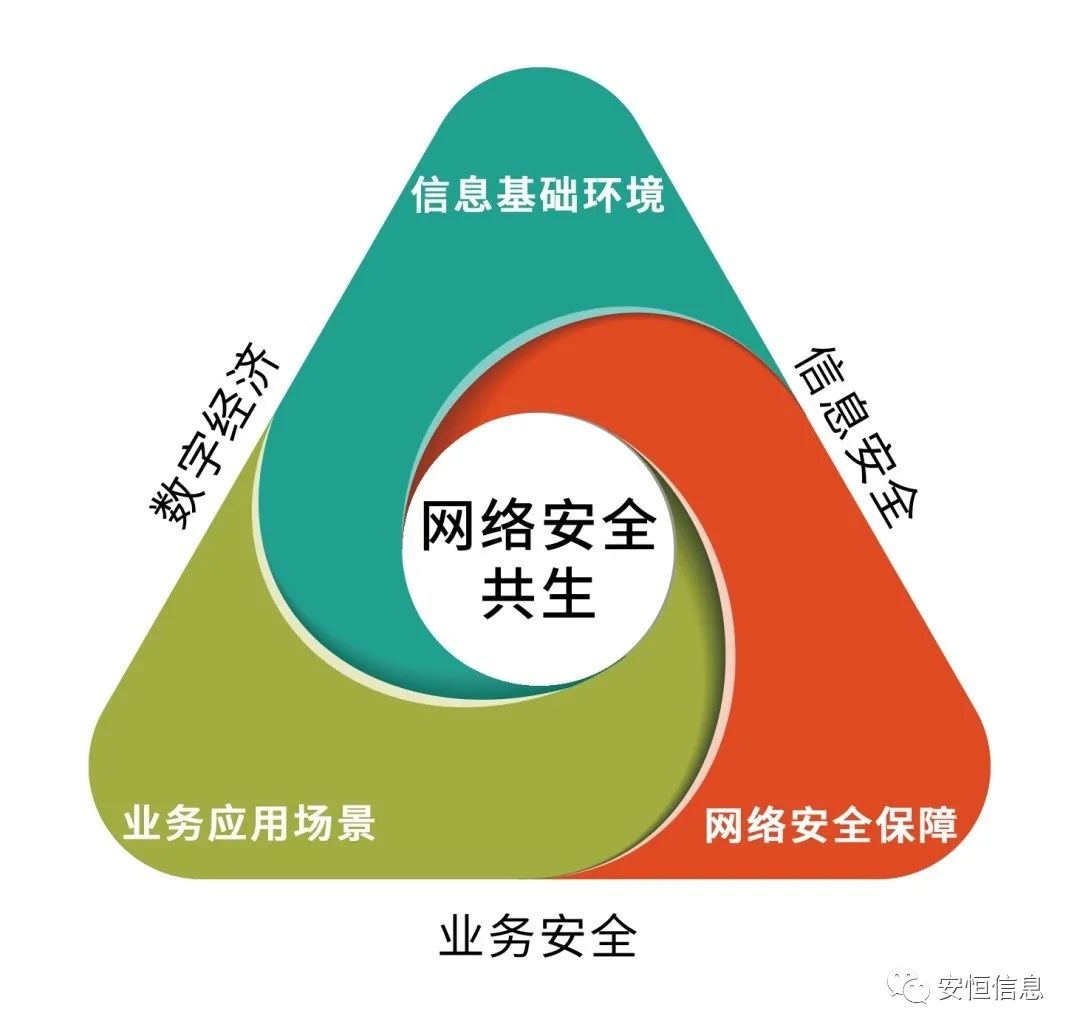 信息基础环境
数字经济
信息安全
网络安全
共生
业务应用场景
网络安全保障
业务安全
安恒信息